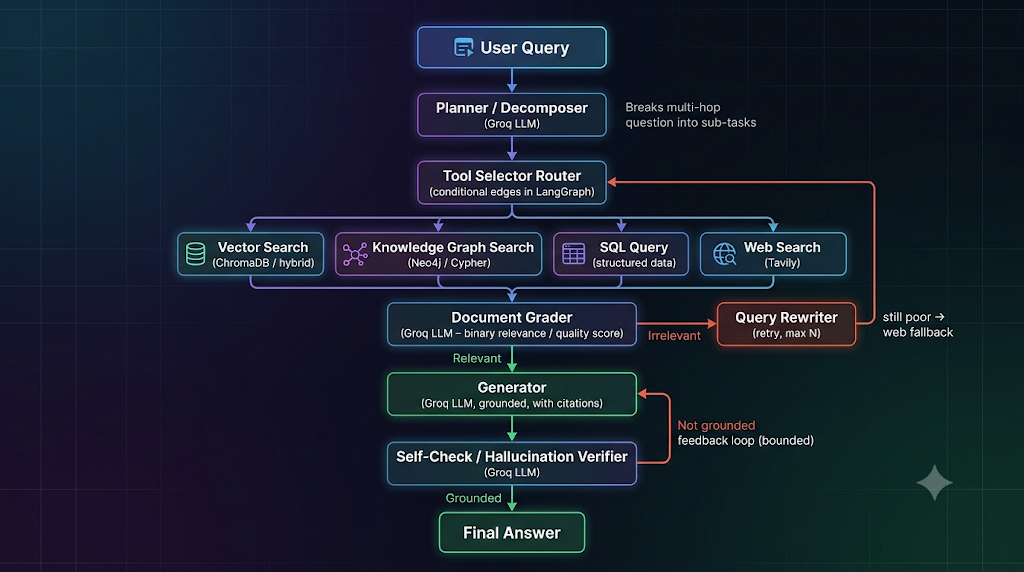 User Query
Planner / Decomposer
(Groq LLM)
Breaks multi-hop
question into sub-tasks
Tool Selector Router
(conditional edges in LangGraph)
Vector Search
(ChromaDB / hybrid)
Knowledge Graph Search
(Neo4j / Cypher)
SQL Query
(structured data)
Web Search
(Tavily)
Document Grader
(Groq LLM – binary relevance / quality score)
Irrelevant
Query Rewriter
(retry, max N)
still poor →
web fallback
Relevant
Generator
(Groq LLM, grounded, with citations)
Not grounded
feedback loop (bounded)
Self-Check / Hallucination Verifier
(Groq LLM)
Grounded
Final Answer